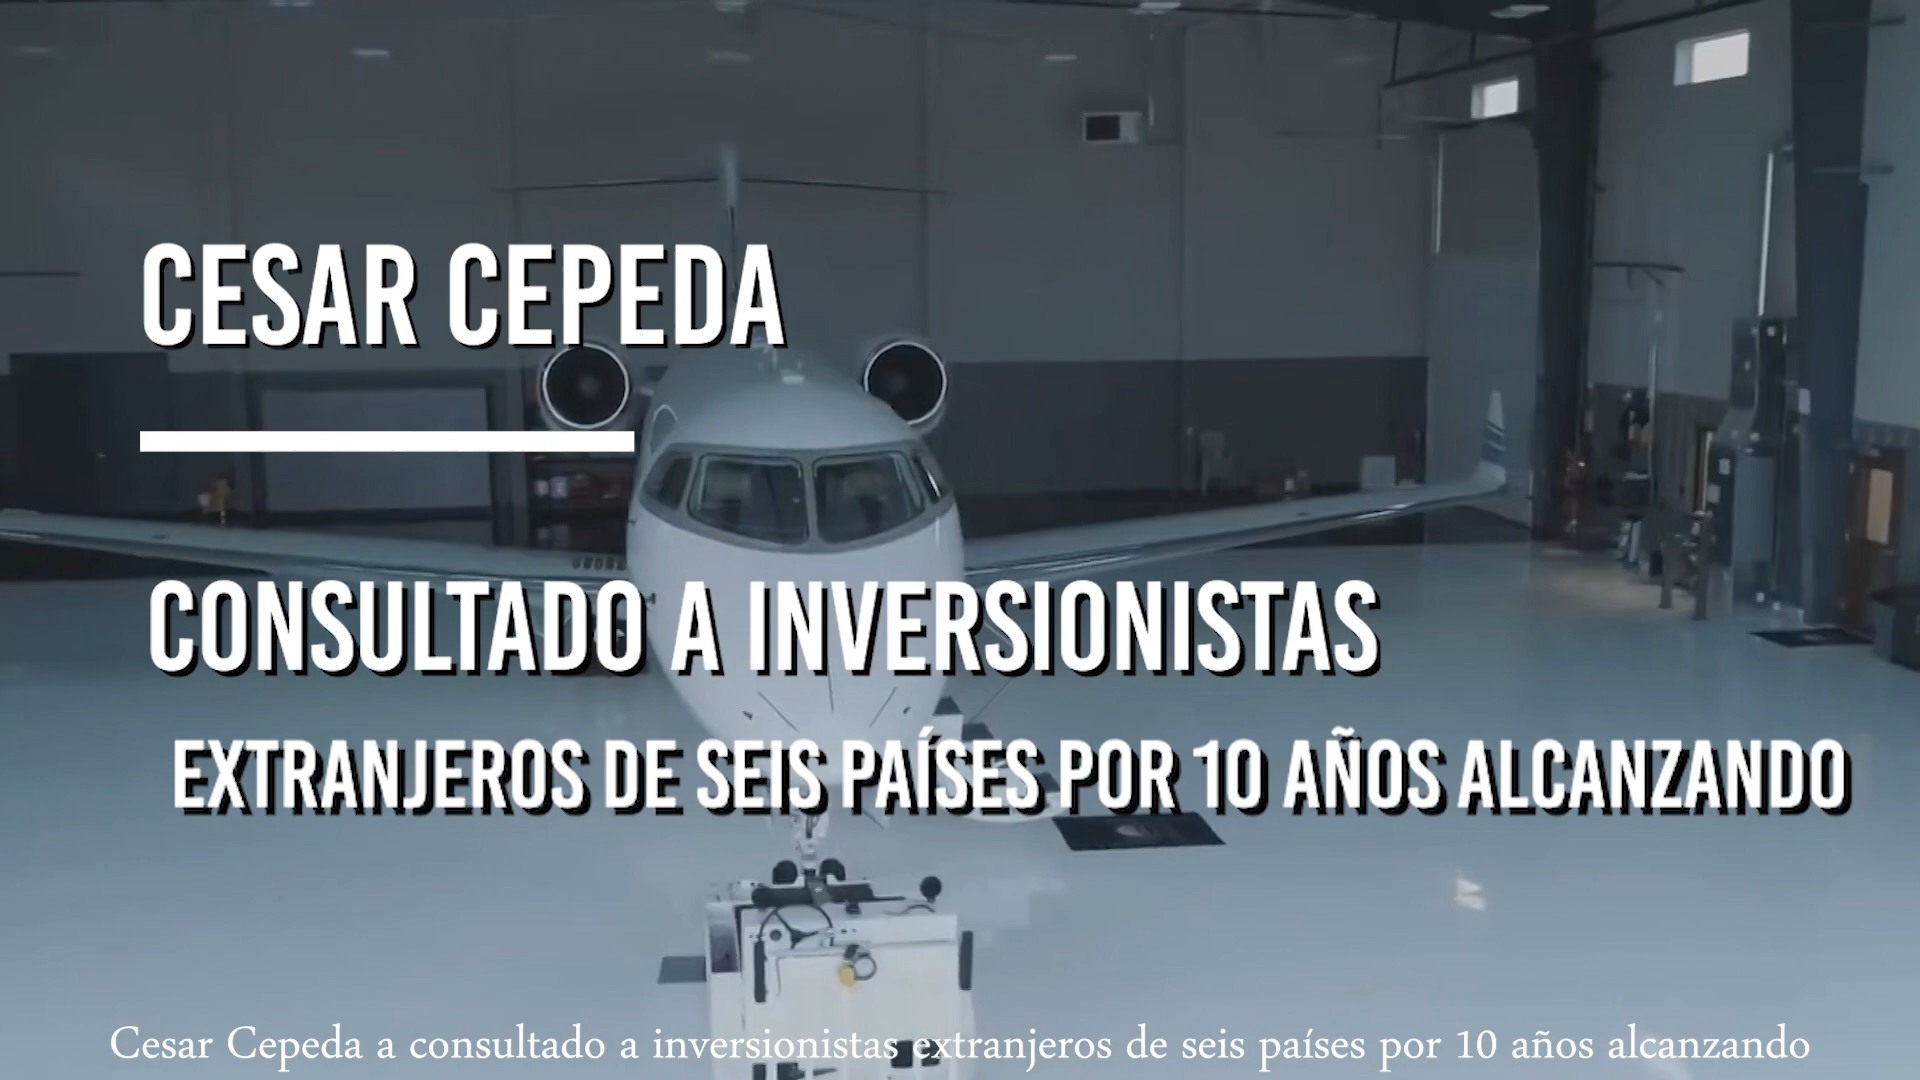 CESAR CEPEDA
CONSULTADO A INVERSIONISTAS
EXTRANJEROS DE SEIS PAÍSES POR 10 AÑOS ALCANZANDO
Cesar Cepeda a consultado a inversionistas extranjeros de seis países por 10 años alcanzando